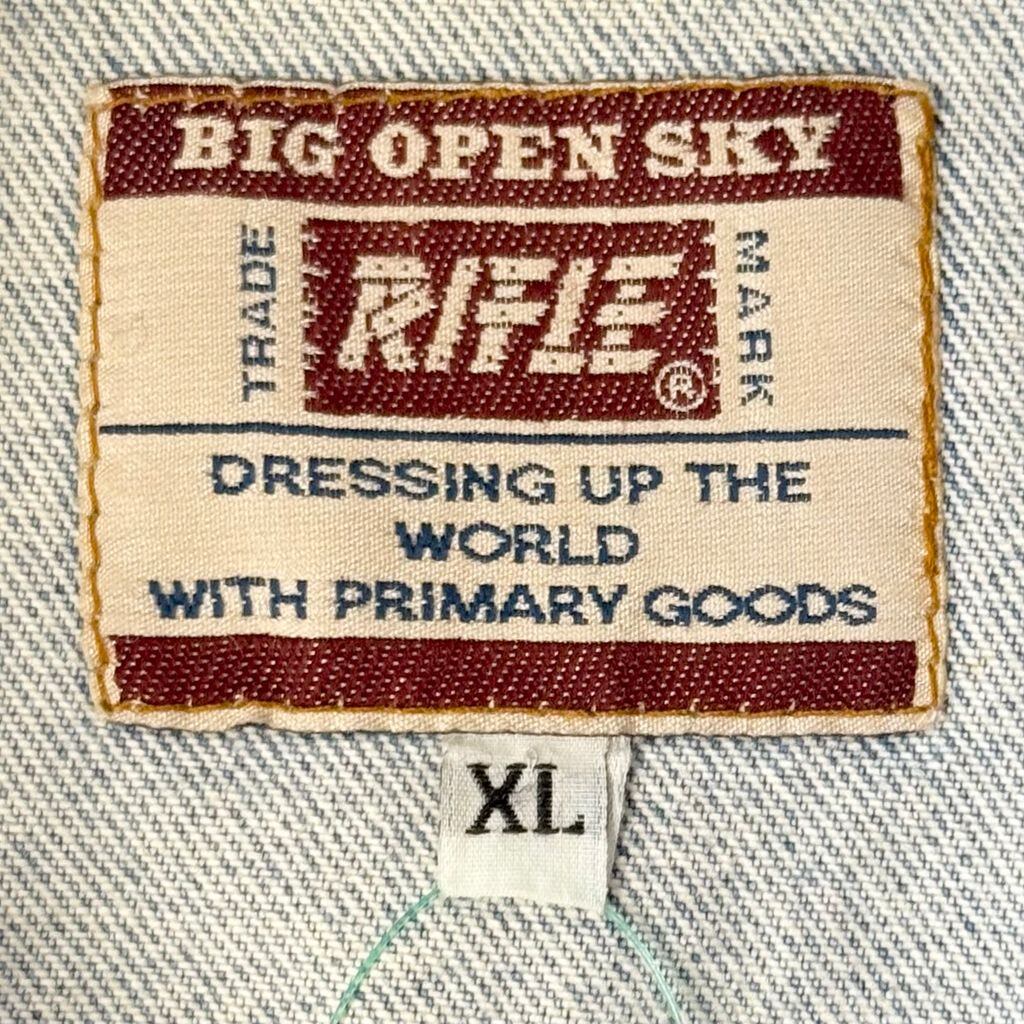 BIG OPEN SKY
TRADE
RIFLE®
MARK
DRESSING UP THE
WORLD
WITH PRIMARY GOODS
XL